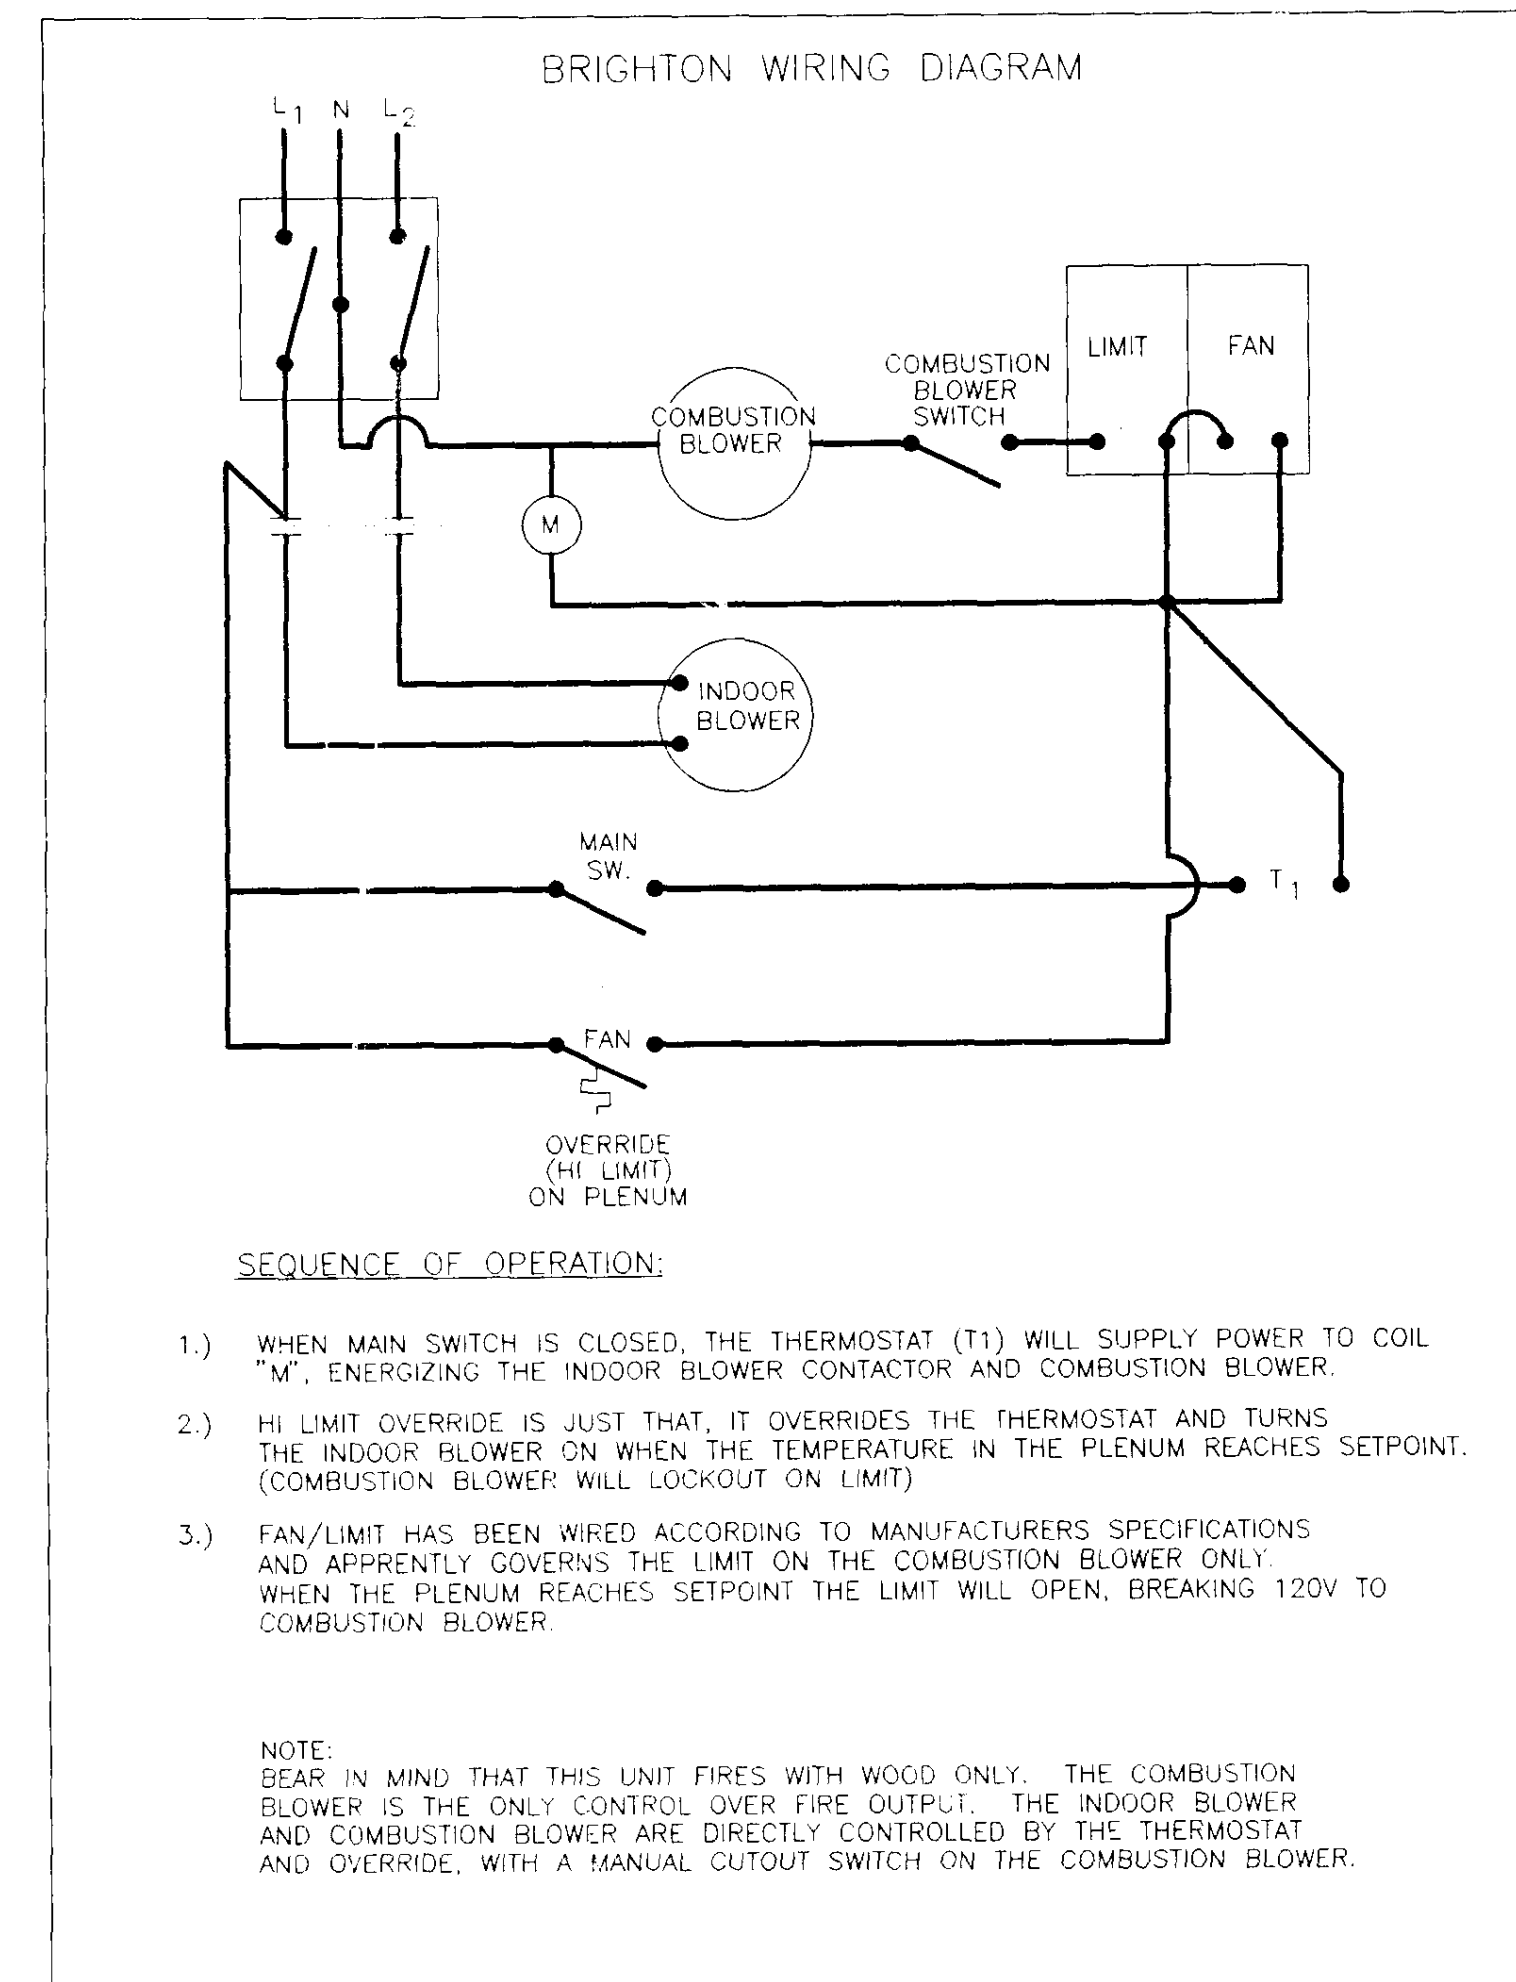 BRIGHTON WIRING DIAGRAM
L1 N L2
LIMIT FAN
COMBUSTION
BLOWER
SWITCH
COMBUSTION
BLOWER
M
INDOOR
BLOWER
MAIN
SW.
T1
FAN
OVERRIDE
(HI LIMIT)
ON PLENUM
SEQUENCE OF OPERATION:
1.) WHEN MAIN SWITCH IS CLOSED, THE THERMOSTAT (T1) WILL SUPPLY POWER TO COIL
"M", ENERGIZING THE INDOOR BLOWER CONTACTOR AND COMBUSTION BLOWER.
2.) HI LIMIT OVERRIDE IS JUST THAT, IT OVERRIDES THE THERMOSTAT AND TURNS
THE INDOOR BLOWER ON WHEN THE TEMPERATURE IN THE PLENUM REACHES SETPOINT.
(COMBUSTION BLOWER WILL LOCKOUT ON LIMIT)
3.) FAN/LIMIT HAS BEEN WIRED ACCORDING TO MANUFACTURERS SPECIFICATIONS
AND APPRENTLY GOVERNS THE LIMIT ON THE COMBUSTION BLOWER ONLY.
WHEN THE PLENUM REACHES SETPOINT THE LIMIT WILL OPEN, BREAKING 120V TO
COMBUSTION BLOWER.
NOTE:
BEAR IN MIND THAT THIS UNIT FIRES WITH WOOD ONLY. THE COMBUSTION
BLOWER IS THE ONLY CONTROL OVER FIRE OUTPUT. THE INDOOR BLOWER
AND COMBUSTION BLOWER ARE DIRECTLY CONTROLLED BY THE THERMOSTAT
AND OVERRIDE, WITH A MANUAL CUTOUT SWITCH ON THE COMBUSTION BLOWER.